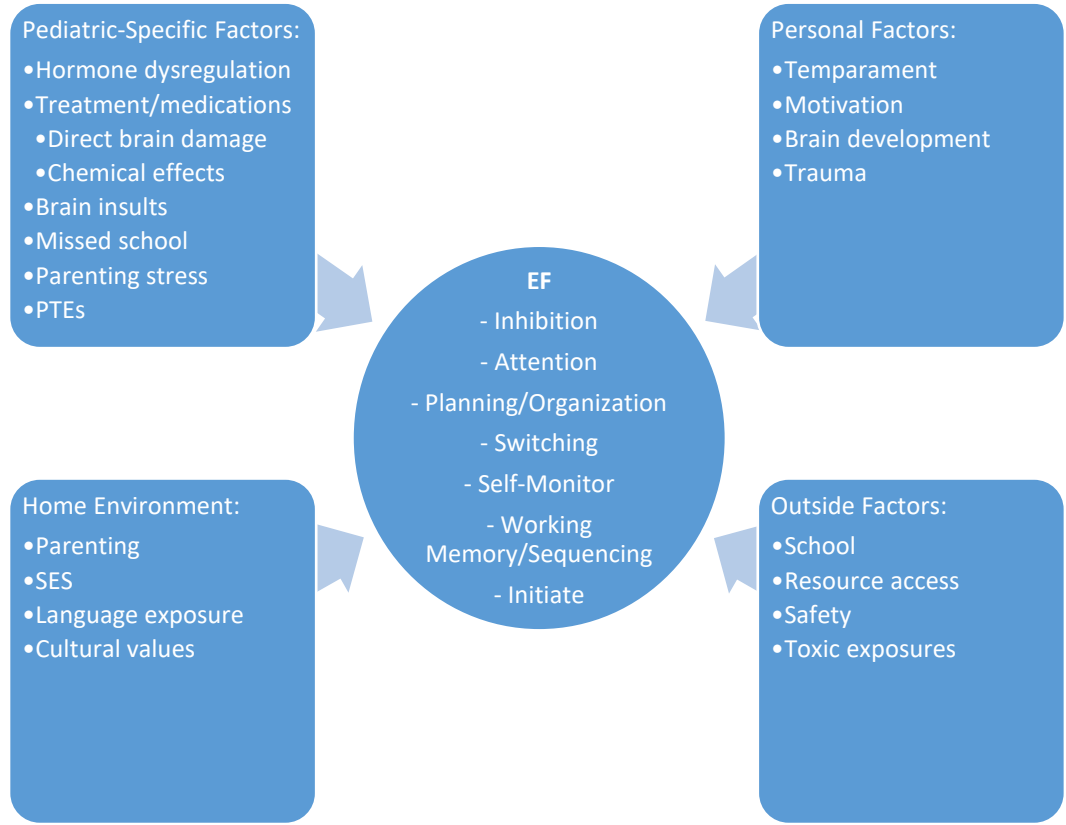 Pediatric-Specific Factors:
•Hormone dysregulation
•Treatment/medications
•Direct brain damage
•Chemical effects
•Brain insults
•Missed school
•Parenting stress
•PTEs
Personal Factors:
•Temparament
•Motivation
•Brain development
•Trauma
EF
- Inhibition
- Attention
- Planning/Organization
- Switching
- Self-Monitor
- Working
Memory/Sequencing
- Initiate
Home Environment:
•Parenting
•SES
•Language exposure
•Cultural values
Outside Factors:
•School
•Resource access
•Safety
•Toxic exposures